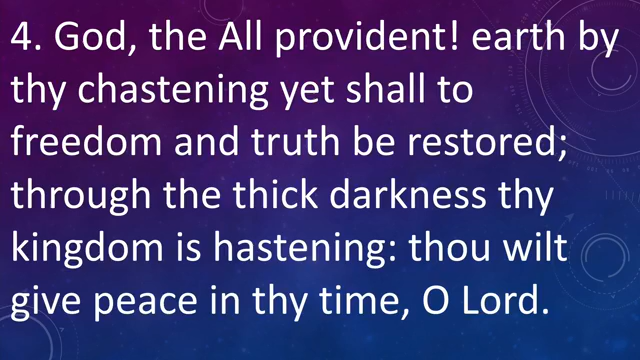 4. God, the All provident! earth by
thy chastening yet shall to
freedom and truth be restored;
through the thick darkness thy
kingdom is hastening: thou wilt
give peace in thy time, O Lord.